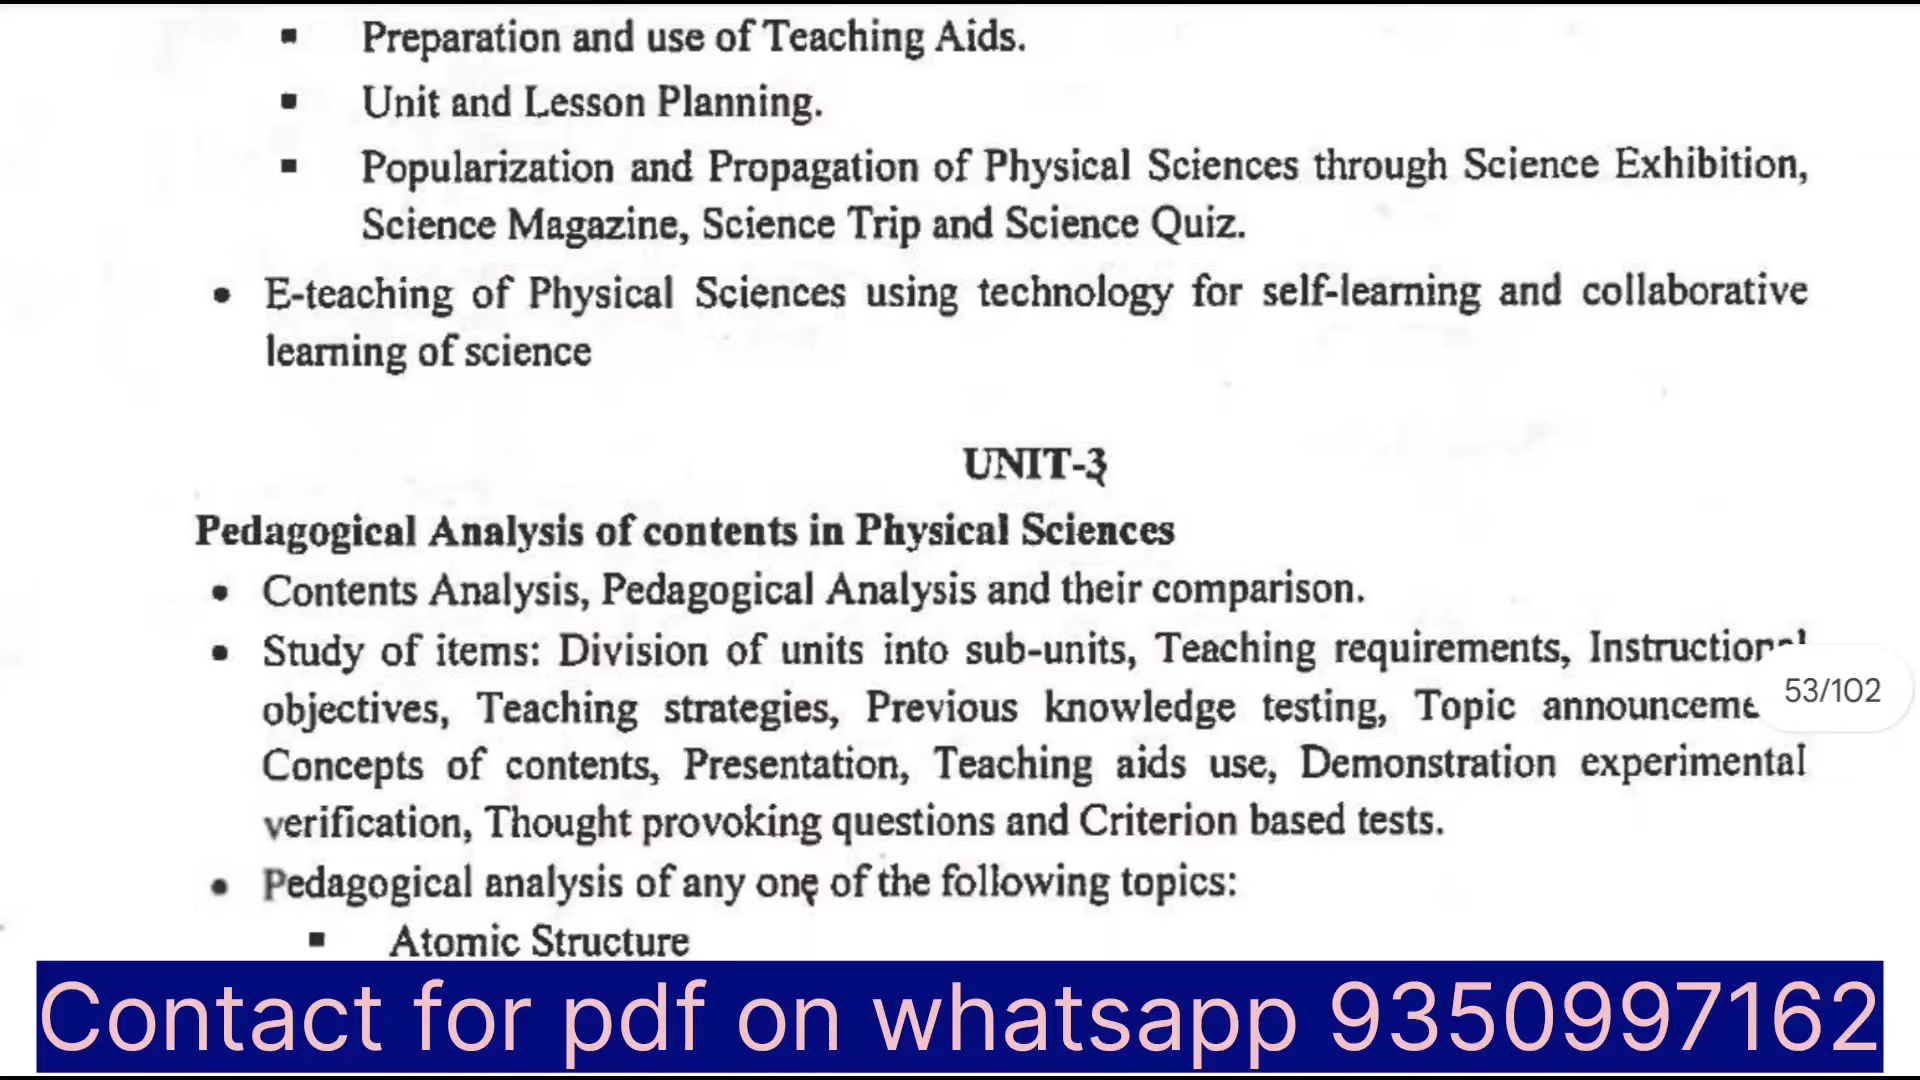 ▪ Preparation and use of Teaching Aids.
▪ Unit and Lesson Planning.
▪ Popularization and Propagation of Physical Sciences through Science Exhibition,
Science Magazine, Science Trip and Science Quiz.
• E-teaching of Physical Sciences using technology for self-learning and collaborative
learning of science
UNIT-3
Pedagogical Analysis of contents in Physical Sciences
• Contents Analysis, Pedagogical Analysis and their comparison.
• Study of items: Division of units into sub-units, Teaching requirements, Instructional
objectives, Teaching strategies, Previous knowledge testing, Topic announceme
53/102
Concepts of contents, Presentation, Teaching aids use, Demonstration experimental
verification, Thought provoking questions and Criterion based tests.
• Pedagogical analysis of any one of the following topics:
▪ Atomic Structure
Contact for pdf on whatsapp 9350997162